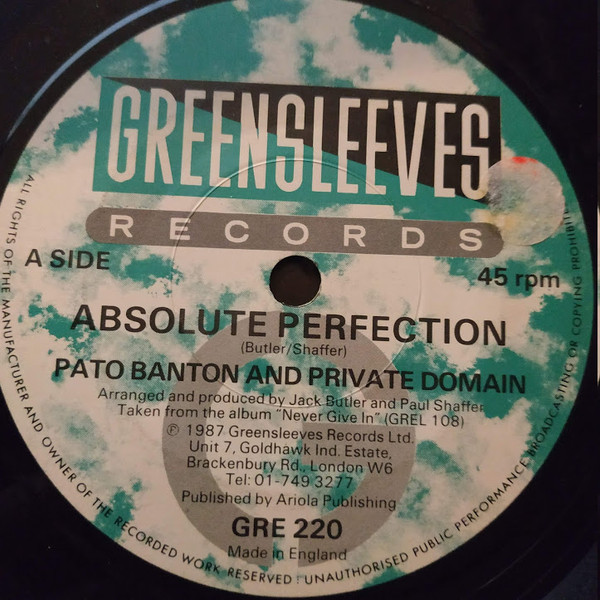 GREENSLEEVES
RECORDS
A SIDE
45 rpm
ABSOLUTE PERFECTION
(Butler/Shaffer)
PATO BANTON AND PRIVATE DOMAIN
Arranged and produced by Jack Butler and Paul Shaffer
Taken from the album "Never Give In" (GREL 108)
℗ 1987 Greensleeves Records Ltd.
Unit 7, Goldhawk Ind. Estate,
Brackenbury Rd., London W6
Tel: 01-749 3277
Published by Ariola Publishing
GRE 220
Made in England
ALL RIGHTS OF THE MANUFACTURER AND OWNER OF THE RECORDED WORK RESERVED : UNAUTHORISED PUBLIC PERFORMANCE BROADCASTING OR COPYING PROHIBIT